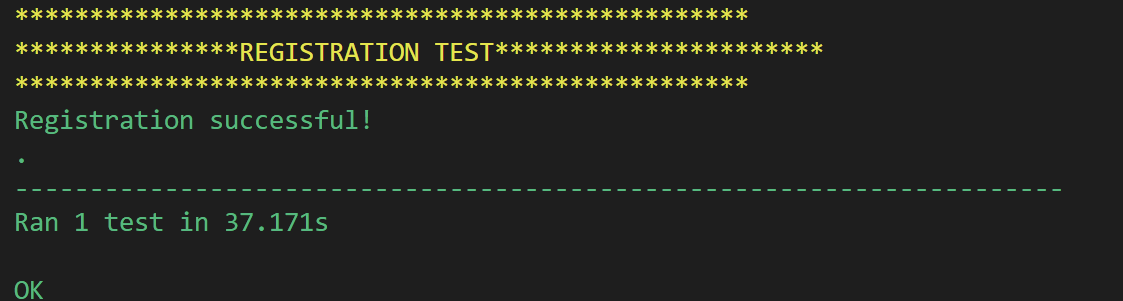 *************************************************
***************REGISTRATION TEST**********************
*************************************************
Registration successful!
.
----------------------------------------------------------------------
Ran 1 test in 37.171s
OK